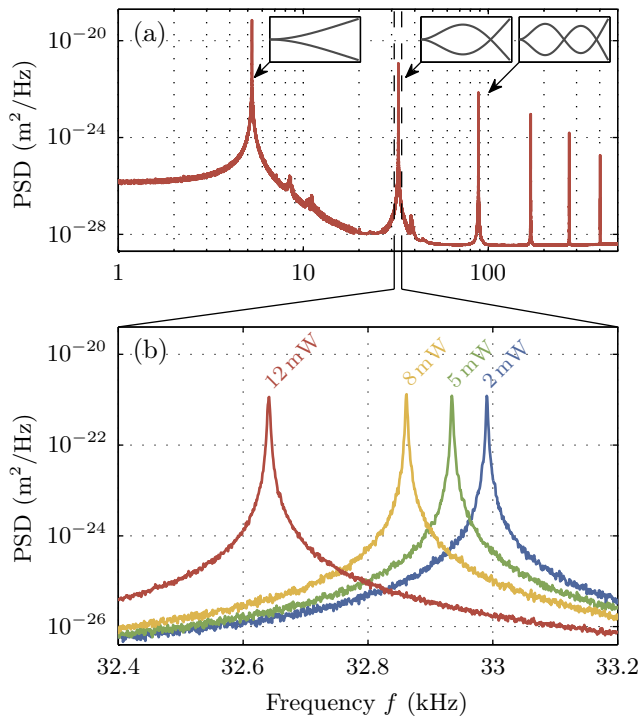 (a)
PSD (m²/Hz)
10⁻²⁰
10⁻²⁴
10⁻²⁸
1
10
100
(b)
PSD (m²/Hz)
10⁻²⁰
10⁻²²
10⁻²⁴
10⁻²⁶
12 mW
8 mW
5 mW
2 mW
32.4
32.6
32.8
33
33.2
Frequency f (kHz)